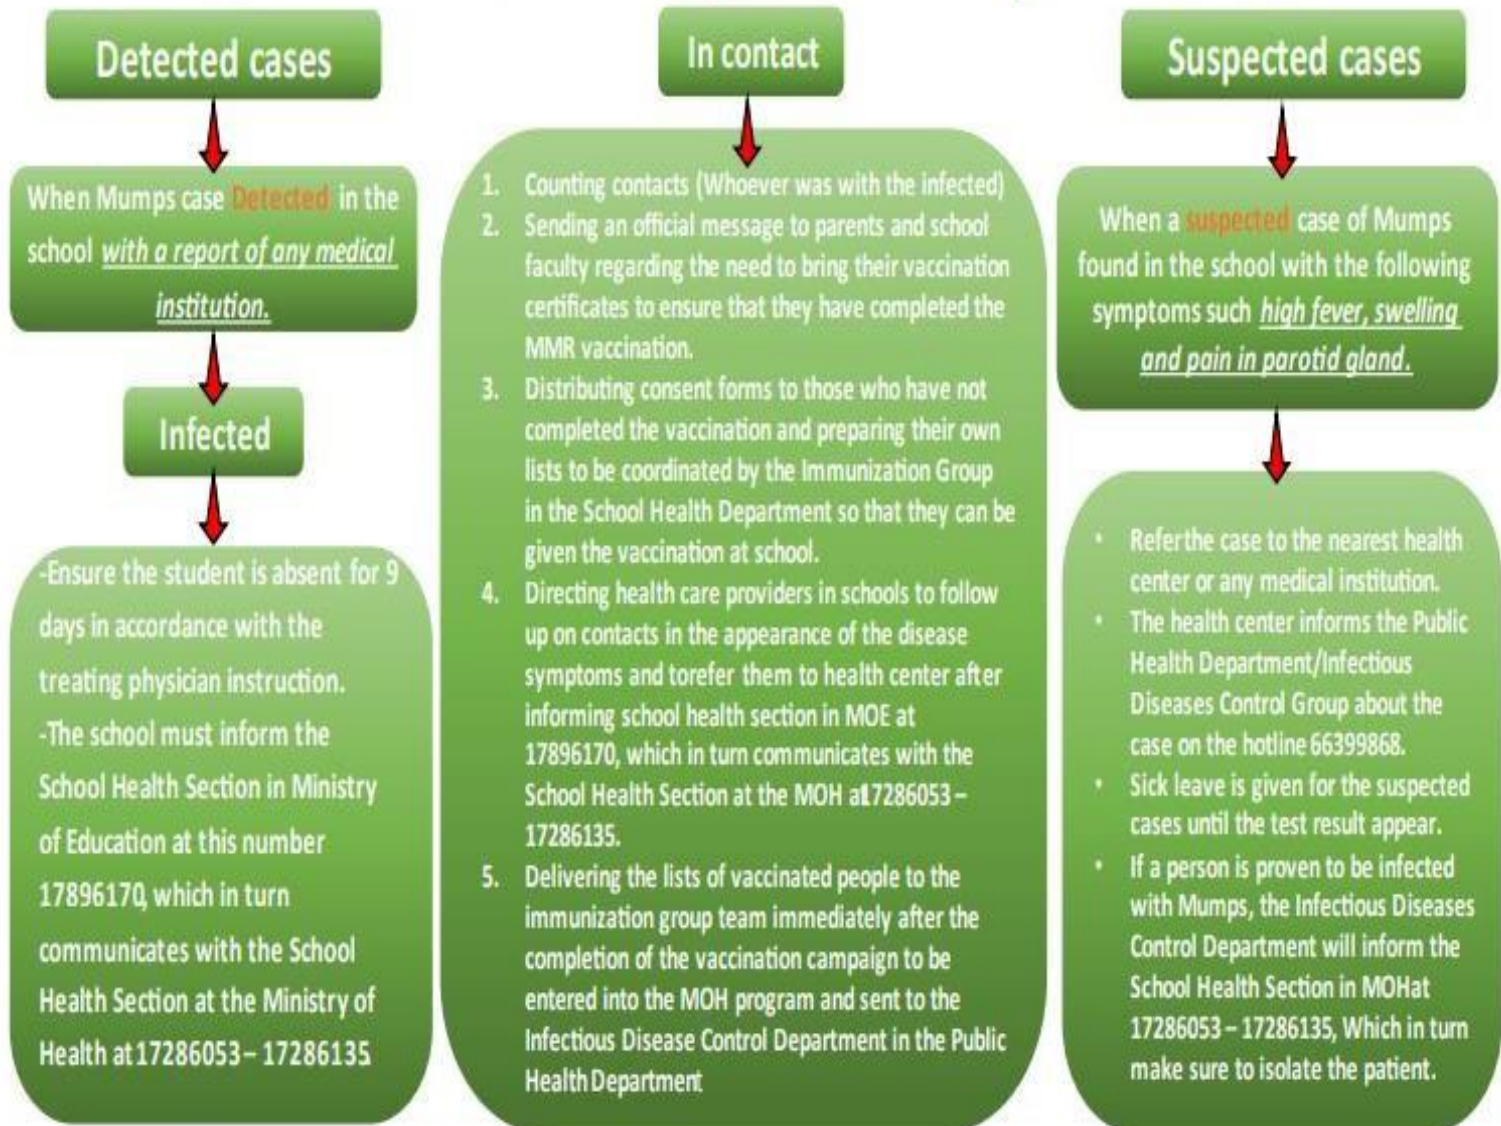 Detected cases
When Mumps case Detected in the
school with a report of any medical
institution.
Infected
-Ensure the student is absent for 9
days in accordance with the
treating physician instruction.
-The school must inform the
School Health Section in Ministry
of Education at this number
17896170, which in turn
communicates with the School
Health Section at the Ministry of
Health at 17286053 – 17286135.
In contact
1. Counting contacts (Whoever was with the infected)
2. Sending an official message to parents and school
faculty regarding the need to bring their vaccination
certificates to ensure that they have completed the
MMR vaccination.
3. Distributing consent forms to those who have not
completed the vaccination and preparing their own
lists to be coordinated by the Immunization Group
in the School Health Department so that they can be
given the vaccination at school.
4. Directing health care providers in schools to follow
up on contacts in the appearance of the disease
symptoms and torefer them to health center after
informing school health section in MOE at
17896170, which in turn communicates with the
School Health Section at the MOH at 17286053 –
17286135.
5. Delivering the lists of vaccinated people to the
immunization group team immediately after the
completion of the vaccination campaign to be
entered into the MOH program and sent to the
Infectious Disease Control Department in the Public
Health Department
Suspected cases
When a suspected case of Mumps
found in the school with the following
symptoms such high fever, swelling
and pain in parotid gland.
• Refer the case to the nearest health
center or any medical institution.
• The health center informs the Public
Health Department/Infectious
Diseases Control Group about the
case on the hotline 66399868.
• Sick leave is given for the suspected
cases until the test result appear.
• If a person is proven to be infected
with Mumps, the Infectious Diseases
Control Department will inform the
School Health Section in MOH at
17286053 – 17286135, Which in turn
make sure to isolate the patient.